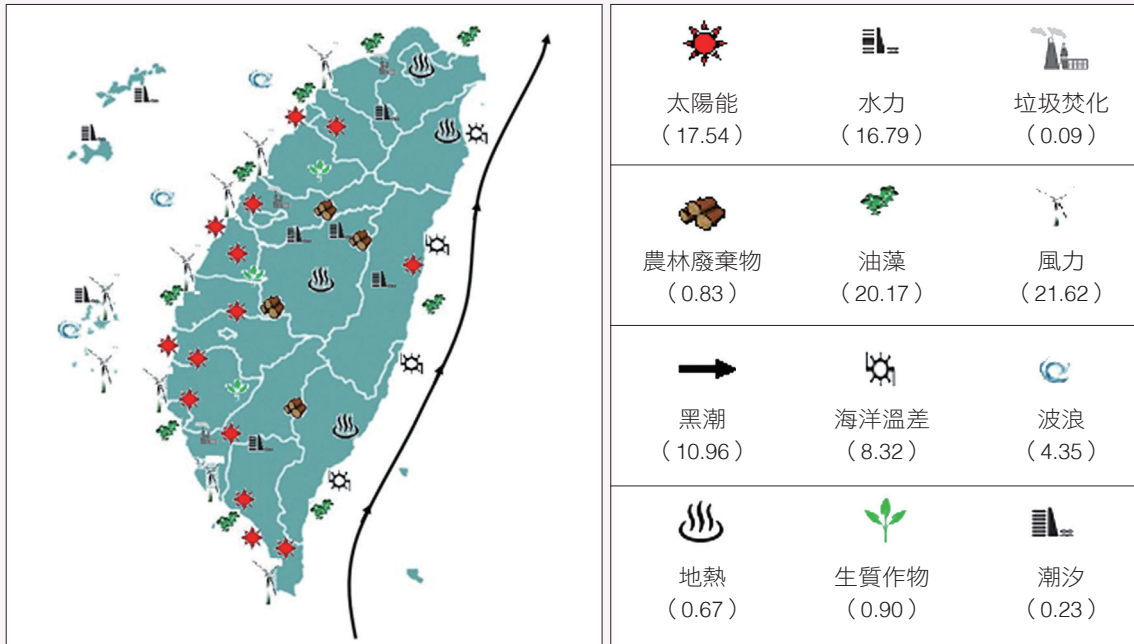 太陽能
水力
垃圾焚化
（17.54）
（16.79）
（0.09）
農林廢棄物
油藻
風力
（0.83）
（20.17）
（21.62）
黑潮
海洋溫差
波浪
（10.96）
（8.32）
（4.35）
地熱
生質作物
潮汐
（0.67）
（0.90）
（0.23）